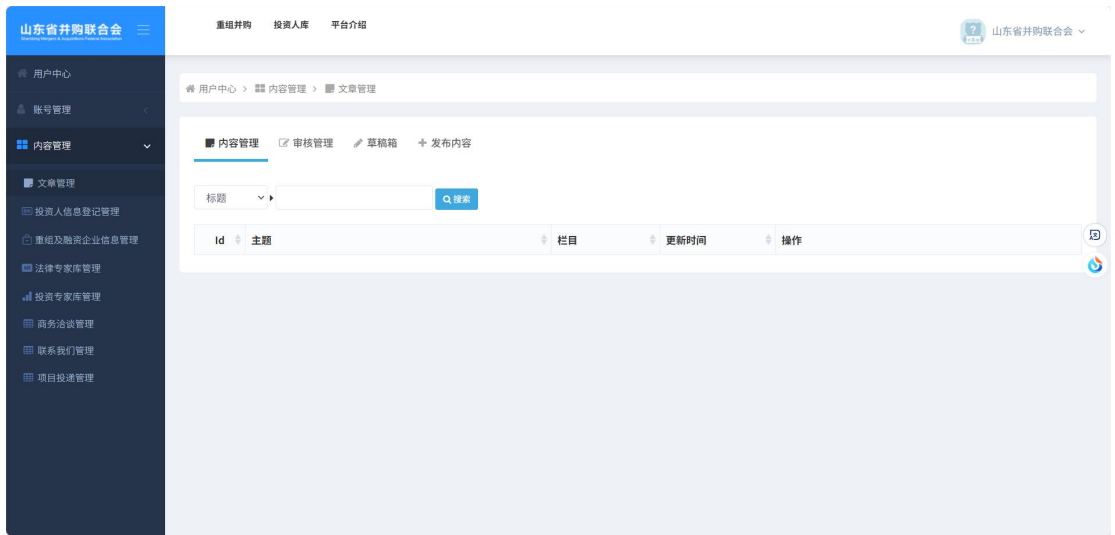 山东省并购联合会
重组并购 投资人库 平台介绍
山东省并购联合会
用户中心
账号管理
内容管理
文章管理
投资人信息登记管理
重组及融资企业信息管理
法律专家库管理
投资专家库管理
商务洽谈管理
联系我们管理
项目投递管理
用户中心 > 内容管理 > 文章管理
内容管理 审核管理 草稿箱 发布内容
标题 搜索
Id 主题 栏目 更新时间 操作